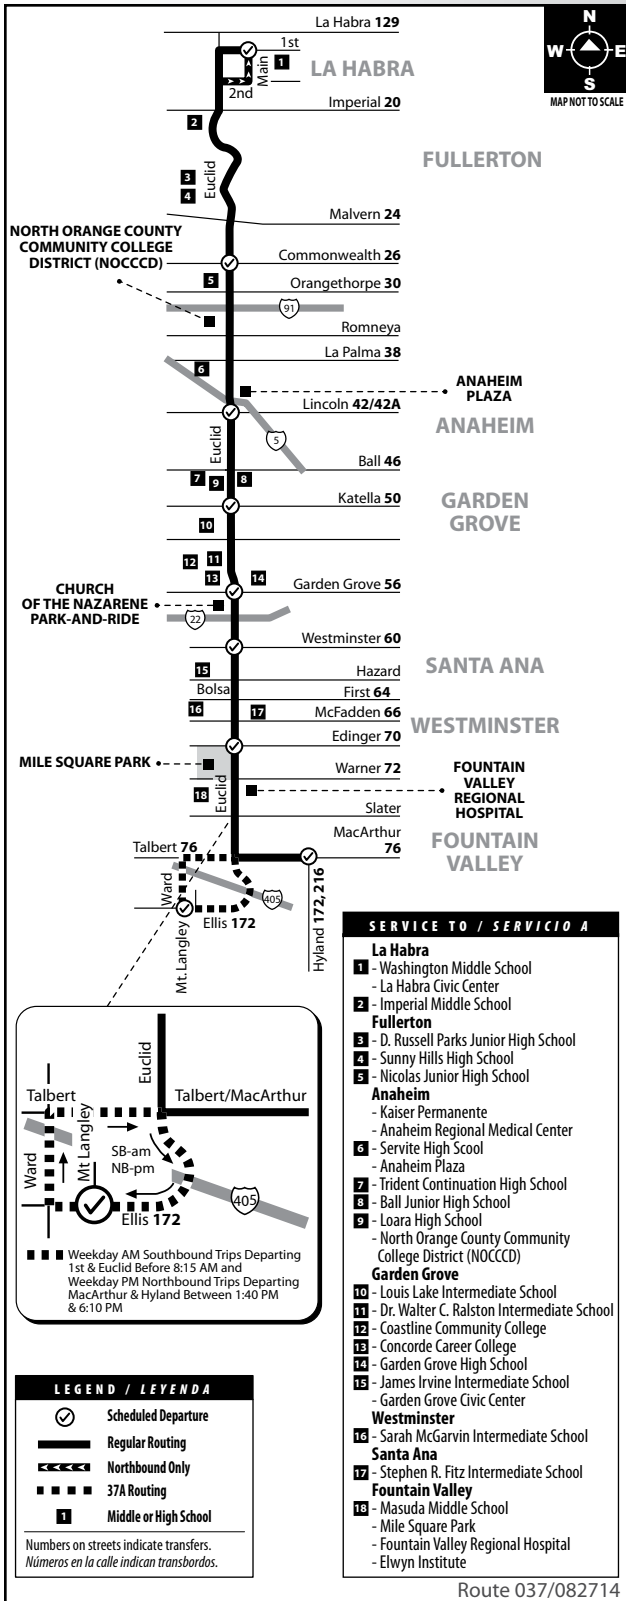 La Habra 129
1st
Main
1
LA HABRA
2nd
N
W E
S
MAP NOT TO SCALE
Imperial 20
2
FULLERTON
Euclid
3
4
Malvern 24
NORTH ORANGE COUNTY
COMMUNITY COLLEGE
DISTRICT (NOCCCD)
Commonwealth 26
5
Orangethorpe 30
91
Romneya
La Palma 38
6
ANAHEIM
PLAZA
Lincoln 42/42A
ANAHEIM
Euclid
5
Ball 46
7
9
8
Katella 50
GARDEN
GROVE
10
12
11
13
14
Garden Grove 56
CHURCH
OF THE NAZARENE
PARK-AND-RIDE
22
Westminster 60
15
Hazard
SANTA ANA
Bolsa
First 64
16
17
McFadden 66
WESTMINSTER
Edinger 70
MILE SQUARE PARK
Warner 72
FOUNTAIN
VALLEY
REGIONAL
HOSPITAL
18
Euclid
Slater
MacArthur
76
FOUNTAIN
VALLEY
Talbert 76
Ward
405
Ellis 172
Mt. Langley
Hyland 172, 216
Euclid
Talbert
Talbert/MacArthur
Mt Langley
Ward
SB-am
NB-pm
405
Ellis 172
Weekday AM Southbound Trips Departing
1st & Euclid Before 8:15 AM and
Weekday PM Northbound Trips Departing
MacArthur & Hyland Between 1:40 PM
& 6:10 PM
LEGEND / LEYENDA
Scheduled Departure
Regular Routing
Northbound Only
37A Routing
1 Middle or High School
Numbers on streets indicate transfers.
Números en la calle indican transbordos.
SERVICE TO / SERVICIO A
La Habra
1 - Washington Middle School
- La Habra Civic Center
2 - Imperial Middle School
Fullerton
3 - D. Russell Parks Junior High School
4 - Sunny Hills High School
5 - Nicolas Junior High School
Anaheim
- Kaiser Permanente
- Anaheim Regional Medical Center
6 - Servite High Scool
- Anaheim Plaza
7 - Trident Continuation High School
8 - Ball Junior High School
9 - Loara High School
- North Orange County Community
College District (NOCCCD)
Garden Grove
10 - Louis Lake Intermediate School
11 - Dr. Walter C. Ralston Intermediate School
12 - Coastline Community College
13 - Concorde Career College
14 - Garden Grove High School
15 - James Irvine Intermediate School
- Garden Grove Civic Center
Westminster
16 - Sarah McGarvin Intermediate School
Santa Ana
17 - Stephen R. Fitz Intermediate School
Fountain Valley
18 - Masuda Middle School
- Mile Square Park
- Fountain Valley Regional Hospital
- Elwyn Institute
Route 037/082714